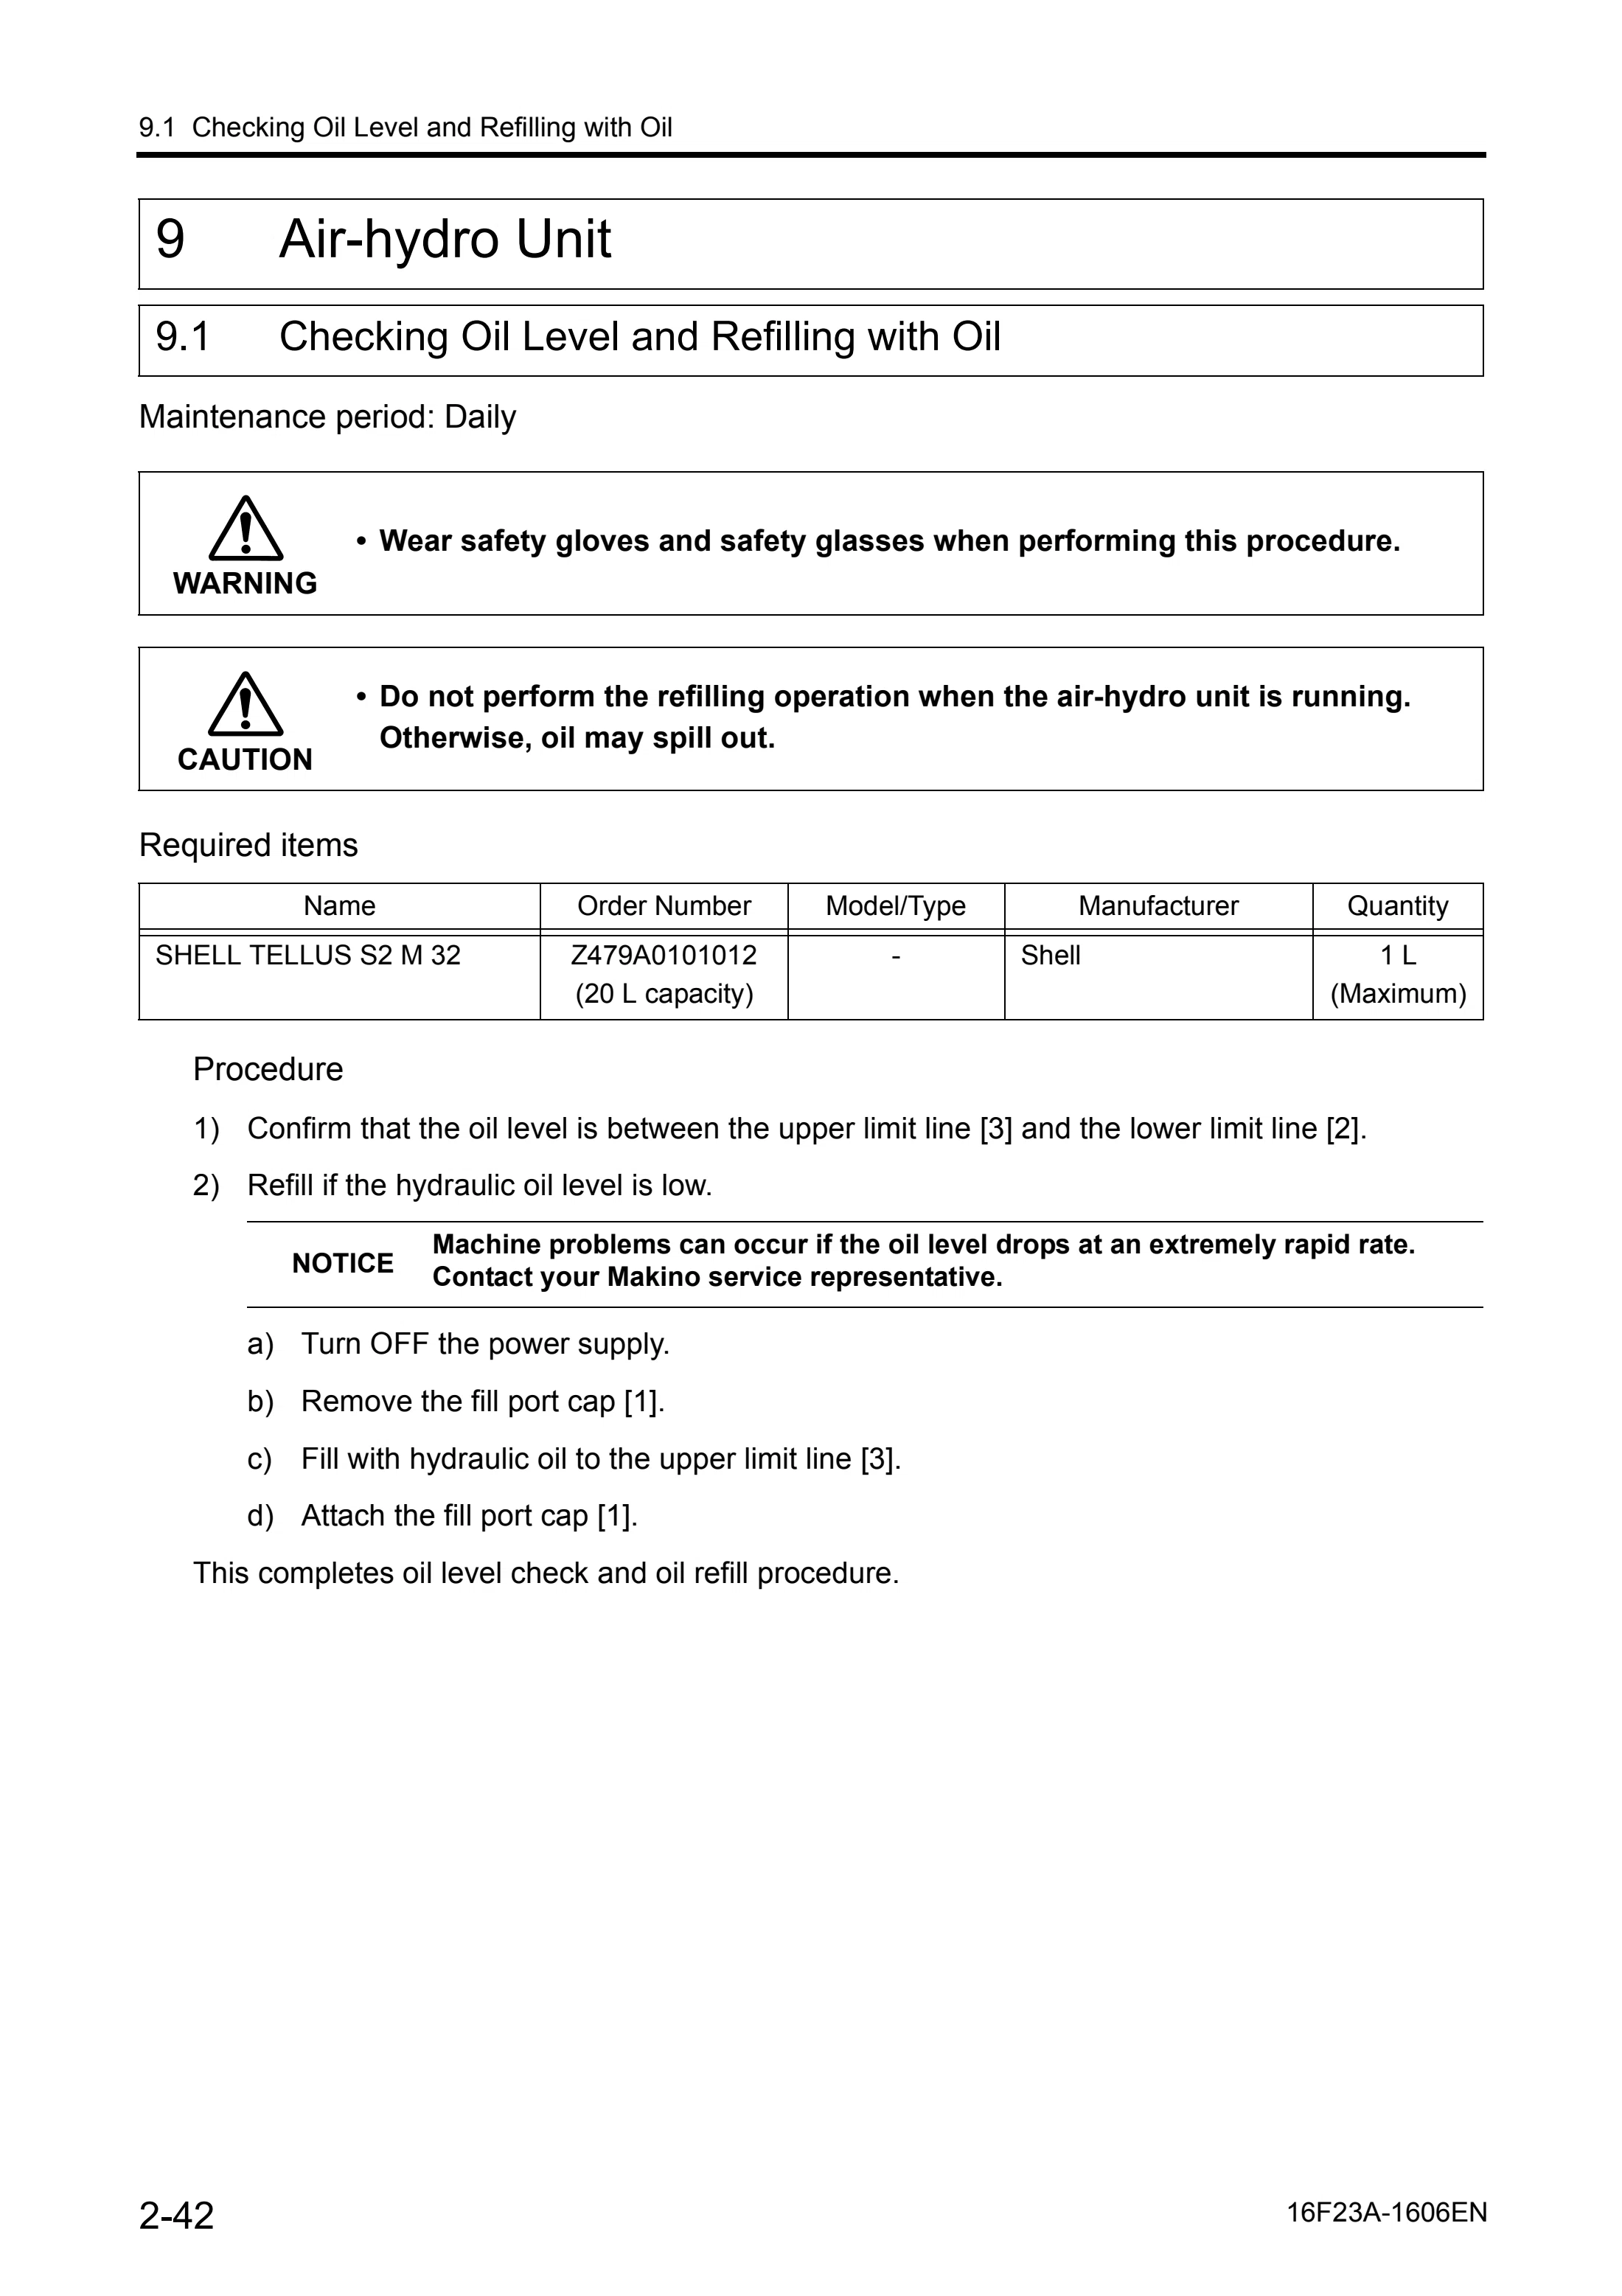 9.1 Checking Oil Level and Refilling with Oil
9 Air-hydro Unit
9.1 Checking Oil Level and Refilling with Oil
Maintenance period: Daily
WARNING
• Wear safety gloves and safety glasses when performing this procedure.
CAUTION
• Do not perform the refilling operation when the air-hydro unit is running.
Otherwise, oil may spill out.
Required items
Name Order Number Model/Type Manufacturer Quantity
SHELL TELLUS S2 M 32 Z479A0101012 - Shell 1 L
(20 L capacity) (Maximum)
Procedure
1) Confirm that the oil level is between the upper limit line [3] and the lower limit line [2].
2) Refill if the hydraulic oil level is low.
NOTICE
Machine problems can occur if the oil level drops at an extremely rapid rate.
Contact your Makino service representative.
a) Turn OFF the power supply.
b) Remove the fill port cap [1].
c) Fill with hydraulic oil to the upper limit line [3].
d) Attach the fill port cap [1].
This completes oil level check and oil refill procedure.
2-42 16F23A-1606EN